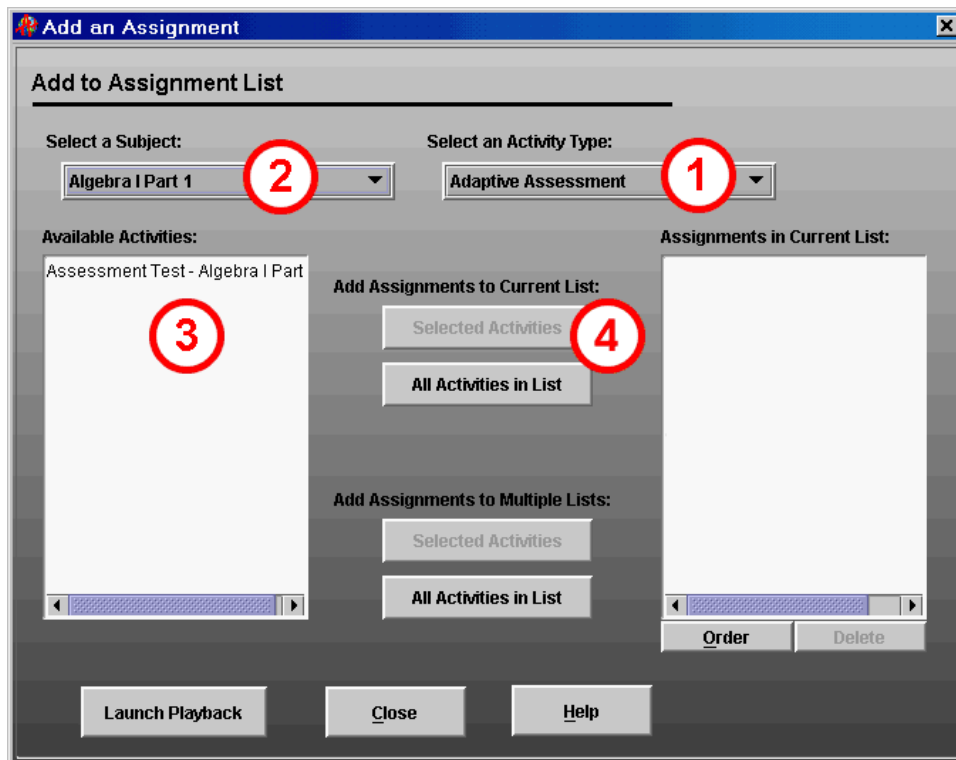 Add an Assignment
Add to Assignment List
Select a Subject:
Select an Activity Type:
Algebra I Part 1
2
Adaptive Assessment
1
Available Activities:
Assignments in Current List:
Assessment Test - Algebra I Part
3
Add Assignments to Current List:
Selected Activities
4
All Activities in List
Add Assignments to Multiple Lists:
Selected Activities
All Activities in List
Order
Delete
Launch Playback
Close
Help